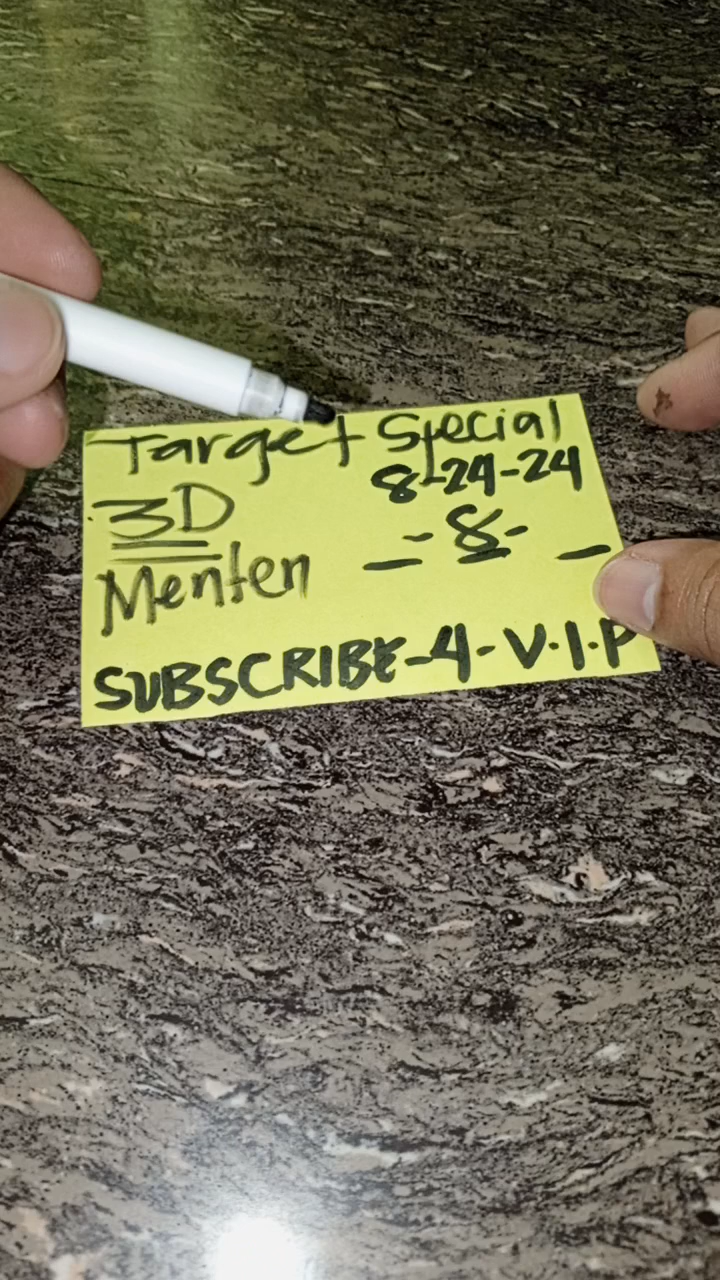 Target Special
8-24-24
3D
- 8 -
Menten
SUBSCRIBE-4-V.I.P